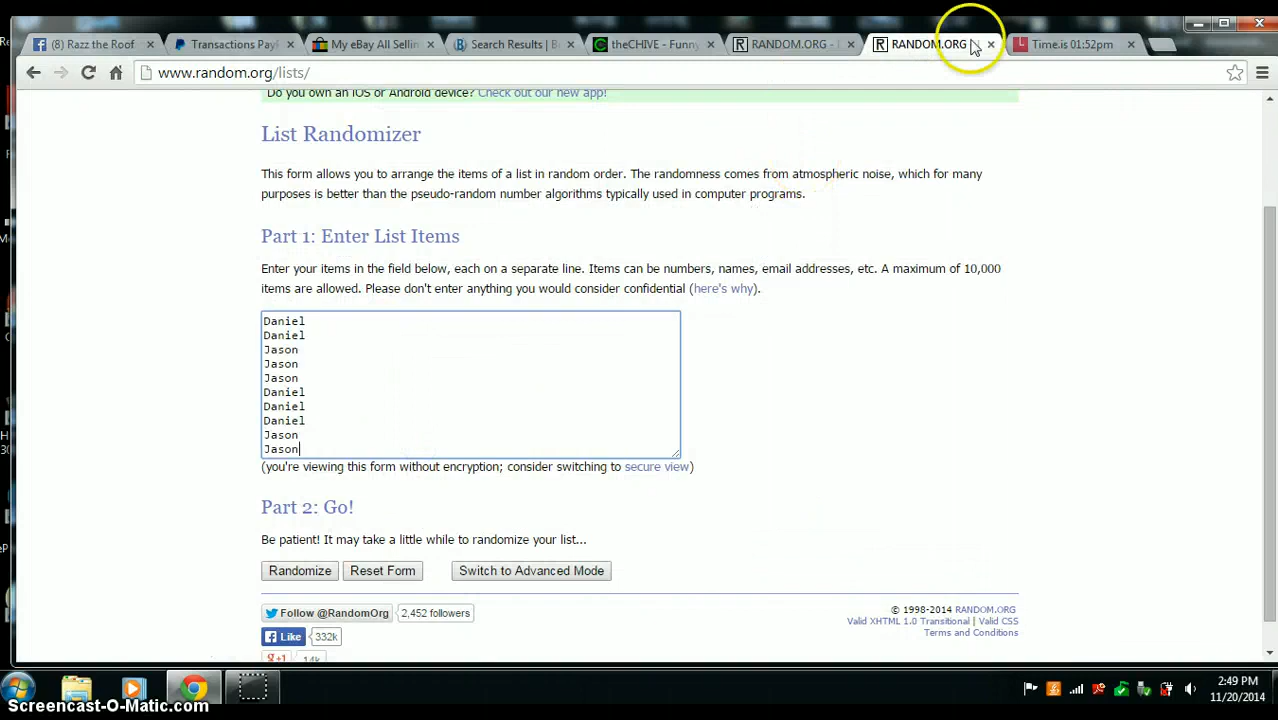 (8) Razz the Roof
Transactions PayP
My eBay All Sellin
Search Results | B
theCHIVE - Funny
RANDOM.ORG -
RANDOM.ORG
Time.is 01:52pm
www.random.org/lists/
Do you own an iOS or Android device? Check out our new app!
List Randomizer
This form allows you to arrange the items of a list in random order. The randomness comes from atmospheric noise, which for many
purposes is better than the pseudo-random number algorithms typically used in computer programs.
Part 1: Enter List Items
Enter your items in the field below, each on a separate line. Items can be numbers, names, email addresses, etc. A maximum of 10,000
items are allowed. Please don't enter anything you would consider confidential (here's why).
Daniel
Daniel
Jason
Jason
Jason
Daniel
Daniel
Daniel
Jason
Jason
(you're viewing this form without encryption; consider switching to secure view)
Part 2: Go!
Be patient! It may take a little while to randomize your list...
Randomize
Reset Form
Switch to Advanced Mode
Follow @RandomOrg
2,452 followers
© 1998-2014 RANDOM.ORG
Valid XHTML 1.0 Transitional | Valid CSS
Terms and Conditions
Like
332k
+1
14k
2:49 PM
11/20/2014
Screencast-O-Matic.com